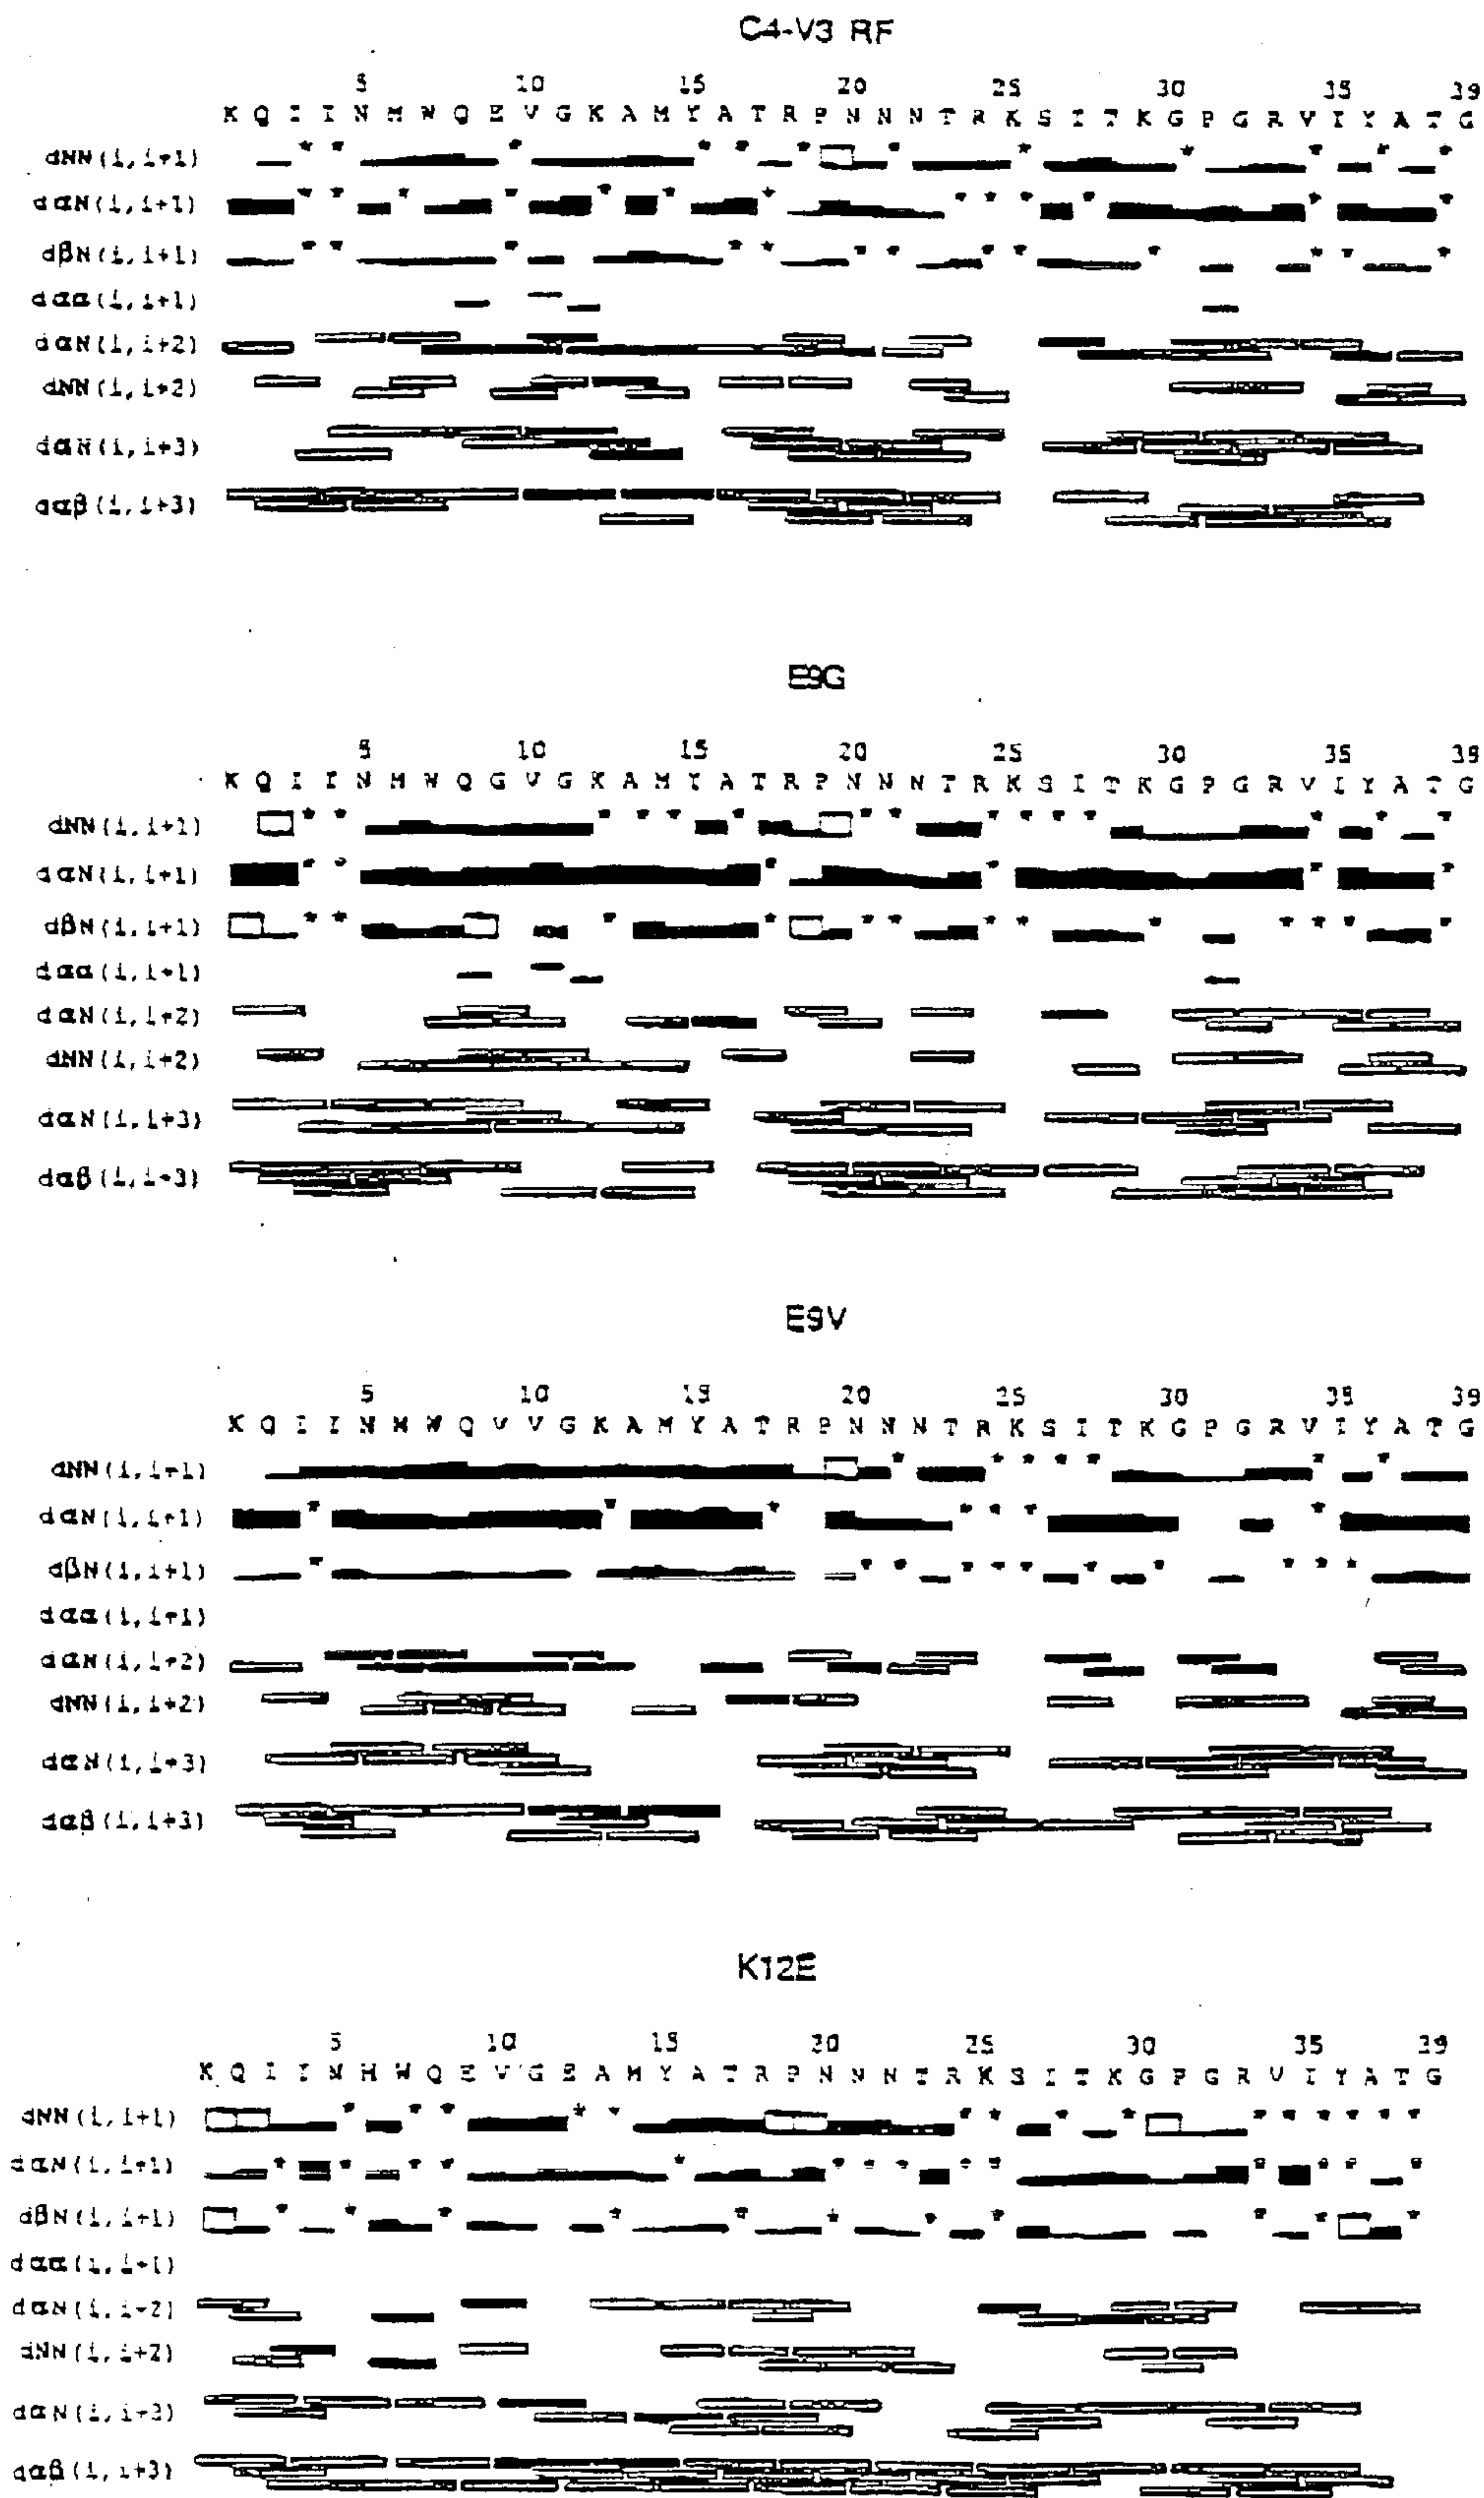 C4-V3 RF
5 10 15 20 25 30 35 39
K Q I I N M W Q E V G K A M Y A T R P N N N T R K S I T K G P G R V I Y A T G
dNN(i,i+1)
dαN(i,i+1)
dβN(i,i+1)
dαα(i,i+1)
dαN(i,i+2)
dNN(i,i+2)
dαN(i,i+3)
dαβ(i,i+3)
E9G
5 10 15 20 25 30 35 39
K Q I I N M W Q G V G K A M Y A T R P N N N T R K S I T K G P G R V I Y A T G
dNN(i,i+1)
dαN(i,i+1)
dβN(i,i+1)
dαα(i,i+1)
dαN(i,i+2)
dNN(i,i+2)
dαN(i,i+3)
dαβ(i,i+3)
E9V
5 10 15 20 25 30 35 39
K Q I I N M W Q V V G K A M Y A T R P N N N T R K S I T K G P G R V I Y A T G
dNN(i,i+1)
dαN(i,i+1)
dβN(i,i+1)
dαα(i,i+1)
dαN(i,i+2)
dNN(i,i+2)
dαN(i,i+3)
dαβ(i,i+3)
K12E
5 10 15 20 25 30 35 39
K Q I I N M W Q E V G E A M Y A T R P N N N T R K S I T K G P G R V I Y A T G
dNN(i,i+1)
dαN(i,i+1)
dβN(i,i+1)
dαα(i,i+1)
dαN(i,i+2)
dNN(i,i+2)
dαN(i,i+3)
dαβ(i,i+3)